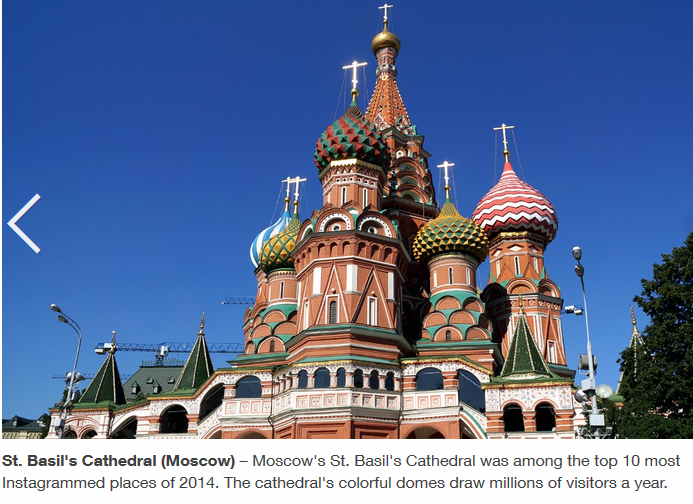 St. Basil's Cathedral (Moscow) – Moscow's St. Basil's Cathedral was among the top 10 most
Instagrammed places of 2014. The cathedral's colorful domes draw millions of visitors a year.